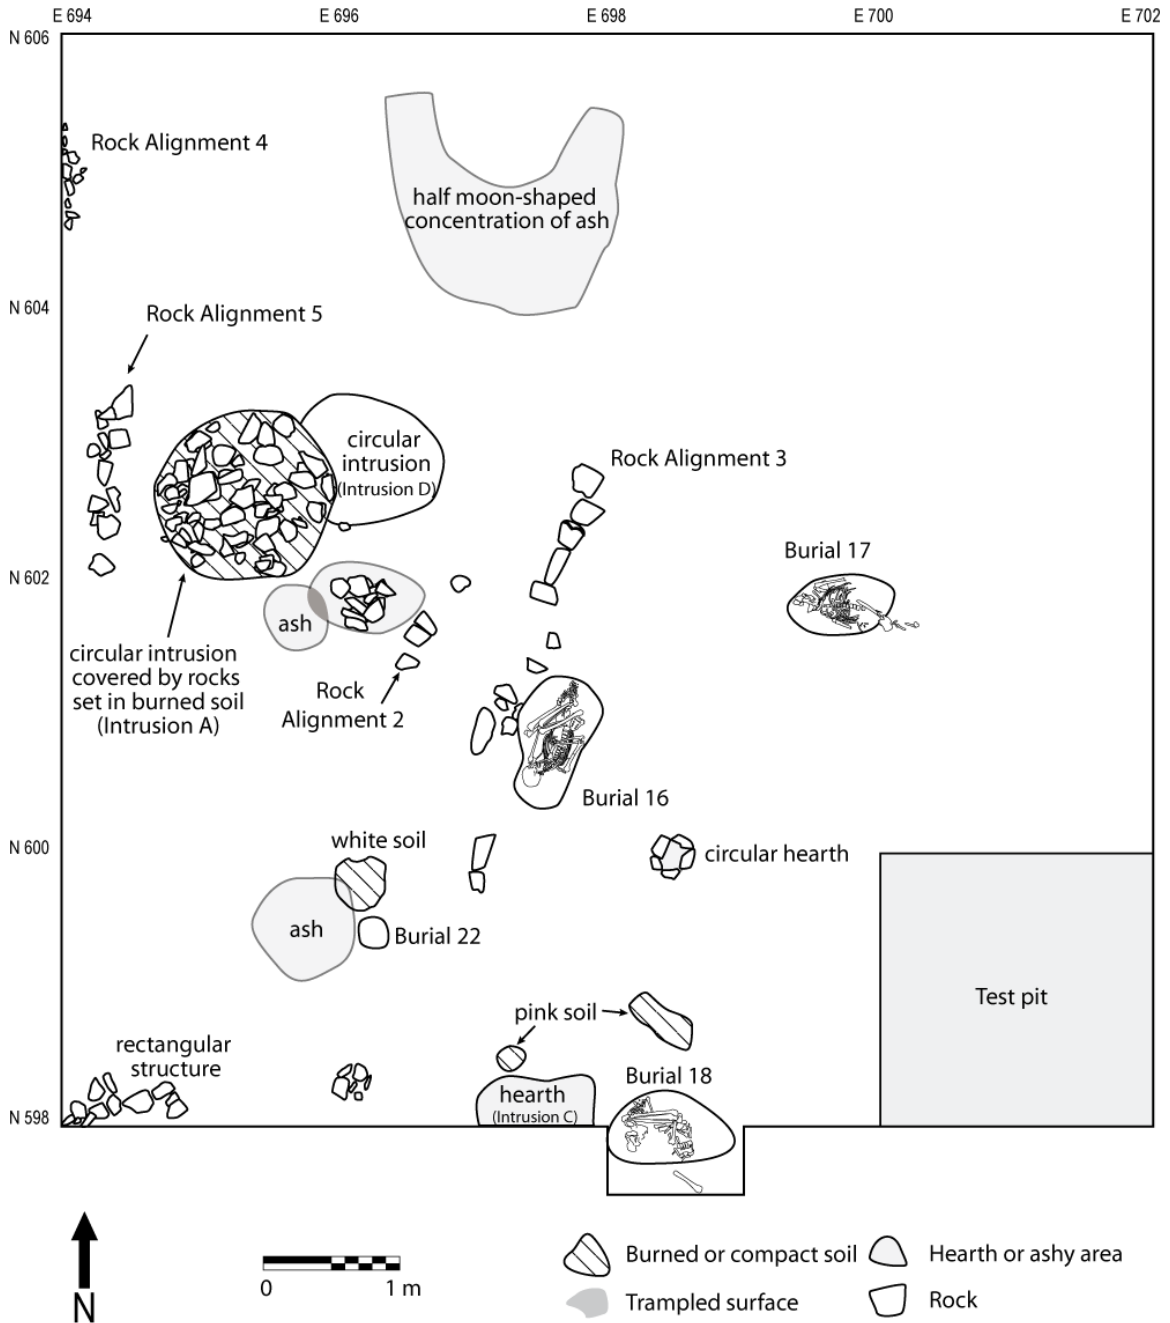 E 694
E 696
E 698
E 700
E 702
N 606
Rock Alignment 4
half moon-shaped
concentration of ash
N 604
Rock Alignment 5
circular
intrusion
(Intrusion D)
Rock Alignment 3
Burial 17
N 602
ash
circular intrusion
covered by rocks
set in burned soil
(Intrusion A)
Rock
Alignment 2
Burial 16
white soil
N 600
circular hearth
ash
Burial 22
Test pit
pink soil
rectangular
structure
Burial 18
hearth
(Intrusion C)
N 598
N
0
1 m
Burned or compact soil
Hearth or ashy area
Trampled surface
Rock